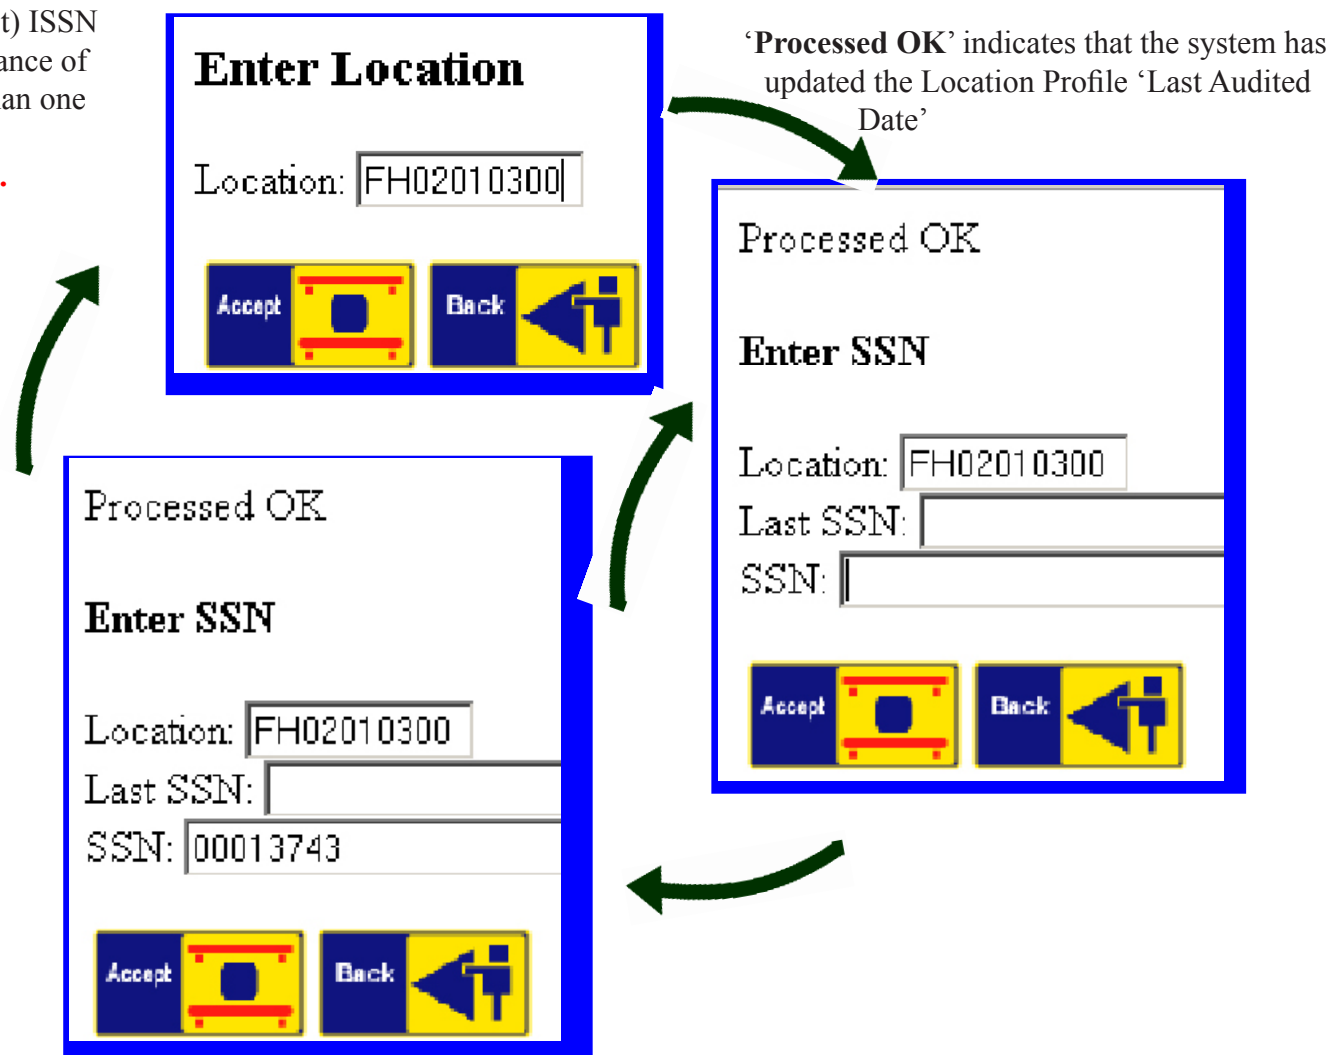 t) ISSN
ance of
an one
.
Enter Location
Location: FH02010300
Accept Back
‘Processed OK’ indicates that the system has
updated the Location Profile ‘Last Audited
Date’
Processed OK
Enter SSN
Location: FH02010300
Last SSN:
SSN:
Accept Back
Processed OK
Enter SSN
Location: FH02010300
Last SSN:
SSN: 00013743
Accept Back